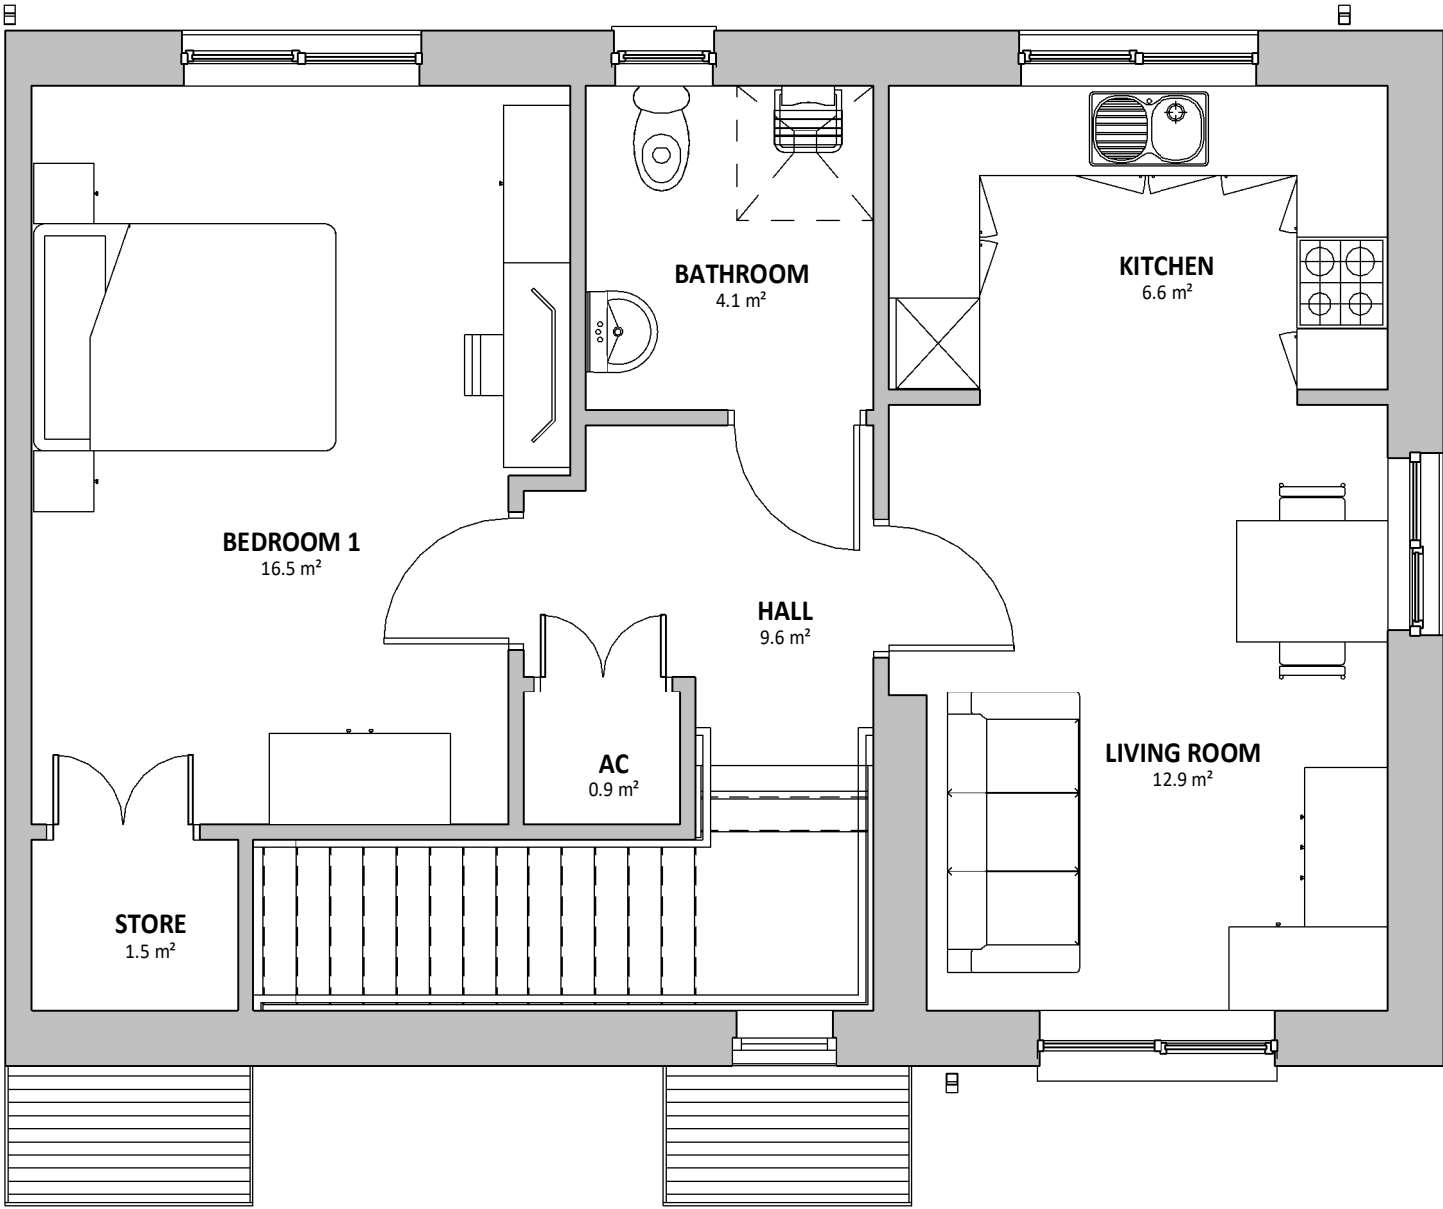 BATHROOM
4.1 m²
KITCHEN
6.6 m²
BEDROOM 1
16.5 m²
HALL
9.6 m²
AC
0.9 m²
LIVING ROOM
12.9 m²
STORE
1.5 m²